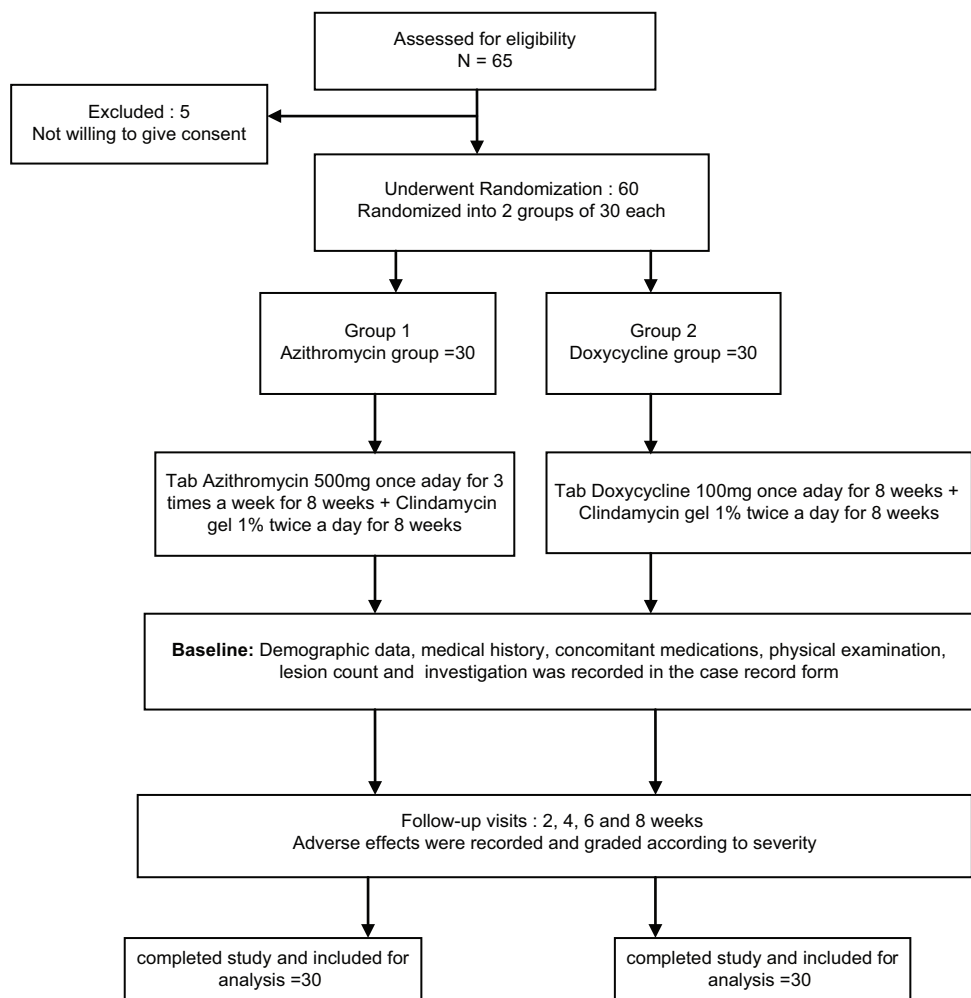 Assessed for eligibility
N = 65
Excluded : 5
Not willing to give consent
Underwent Randomization : 60
Randomized into 2 groups of 30 each
Group 1
Azithromycin group =30
Group 2
Doxycycline group =30
Tab Azithromycin 500mg once aday for 3
times a week for 8 weeks + Clindamycin
gel 1% twice a day for 8 weeks
Tab Doxycycline 100mg once aday for 8 weeks +
Clindamycin gel 1% twice a day for 8 weeks
Baseline: Demographic data, medical history, concomitant medications, physical examination,
lesion count and investigation was recorded in the case record form
Follow-up visits : 2, 4, 6 and 8 weeks
Adverse effects were recorded and graded according to severity
completed study and included for
analysis =30
completed study and included for
analysis =30